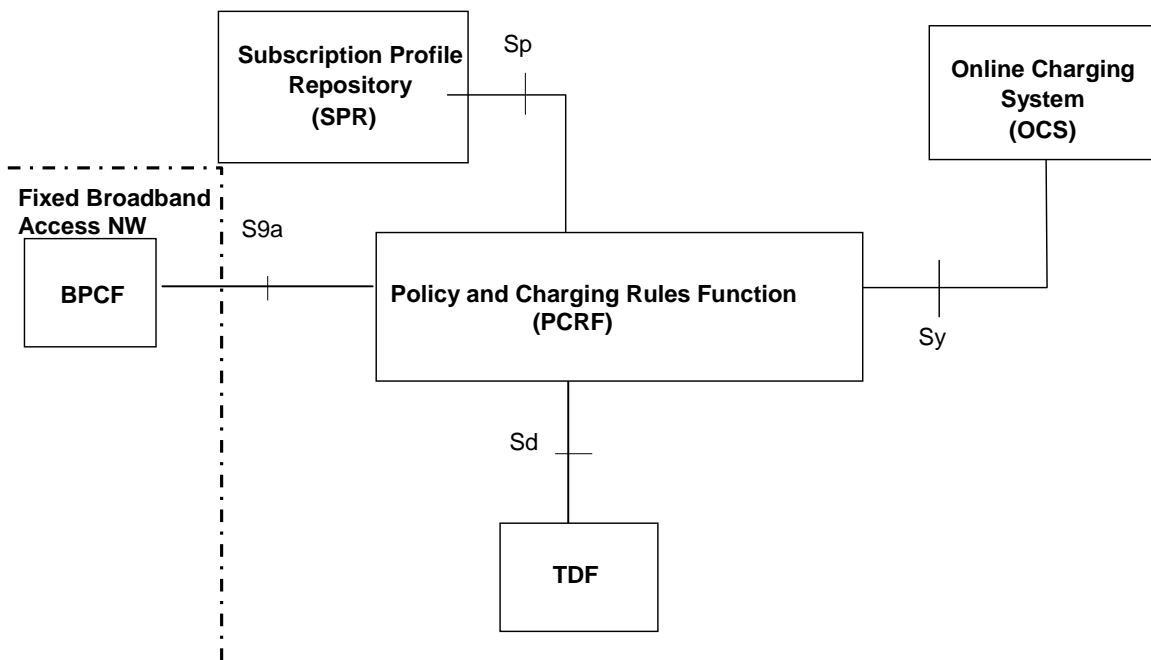 Subscription Profile
Repository
(SPR)
Sp
Online Charging
System
(OCS)
Fixed Broadband
Access NW
S9a
BPCF
Policy and Charging Rules Function
(PCRF)
Sy
Sd
TDF